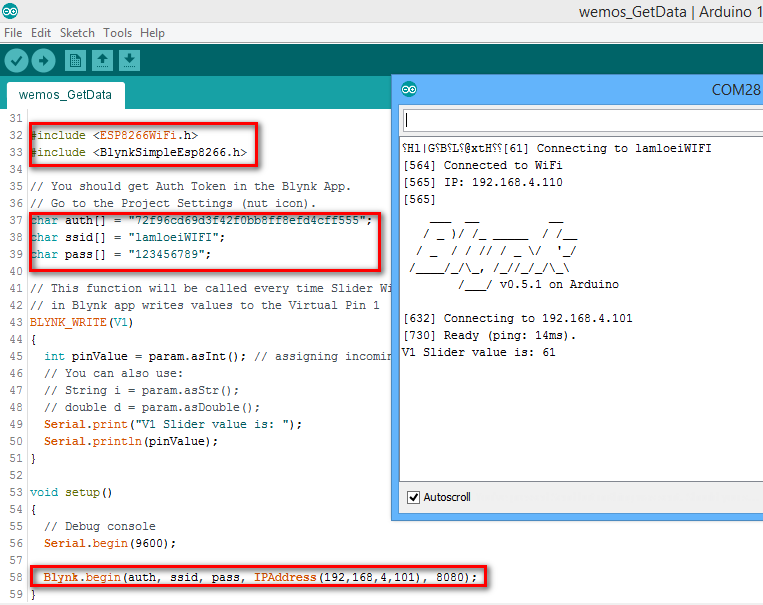 wemos_GetData | Arduino 1
File Edit Sketch Tools Help
wemos_GetData
31
32 #include <ESP8266WiFi.h>
33 #include <BlynkSimpleEsp8266.h>
34
35 // You should get Auth Token in the Blynk App.
36 // Go to the Project Settings (nut icon).
37 char auth[] = "72f96cd69d3f42f0bb8ff8efd4cff555";
38 char ssid[] = "lamloeiWIFI";
39 char pass[] = "123456789";
40
41 // This function will be called every time Slider Wi
42 // in Blynk app writes values to the Virtual Pin 1
43 BLYNK_WRITE(V1)
44 {
45 int pinValue = param.asInt(); // assigning incomin
46 // You can also use:
47 // String i = param.asStr();
48 // double d = param.asDouble();
49 Serial.print("V1 Slider value is: ");
50 Serial.println(pinValue);
51 }
52
53 void setup()
54 {
55 // Debug console
56 Serial.begin(9600);
57
58 Blynk.begin(auth, ssid, pass, IPAddress(192,168,4,101), 8080);
59 }
COM28
[61] Connecting to lamloeiWIFI
[564] Connected to WiFi
[565] IP: 192.168.4.110
[565]
/___/ v0.5.1 on Arduino
[632] Connecting to 192.168.4.101
[730] Ready (ping: 14ms).
V1 Slider value is: 61
Autoscroll